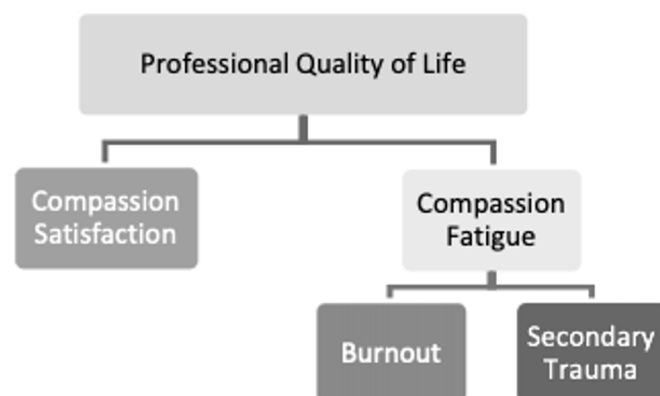 Professional Quality of Life
Compassion
Satisfaction
Compassion
Fatigue
Burnout
Secondary
Trauma